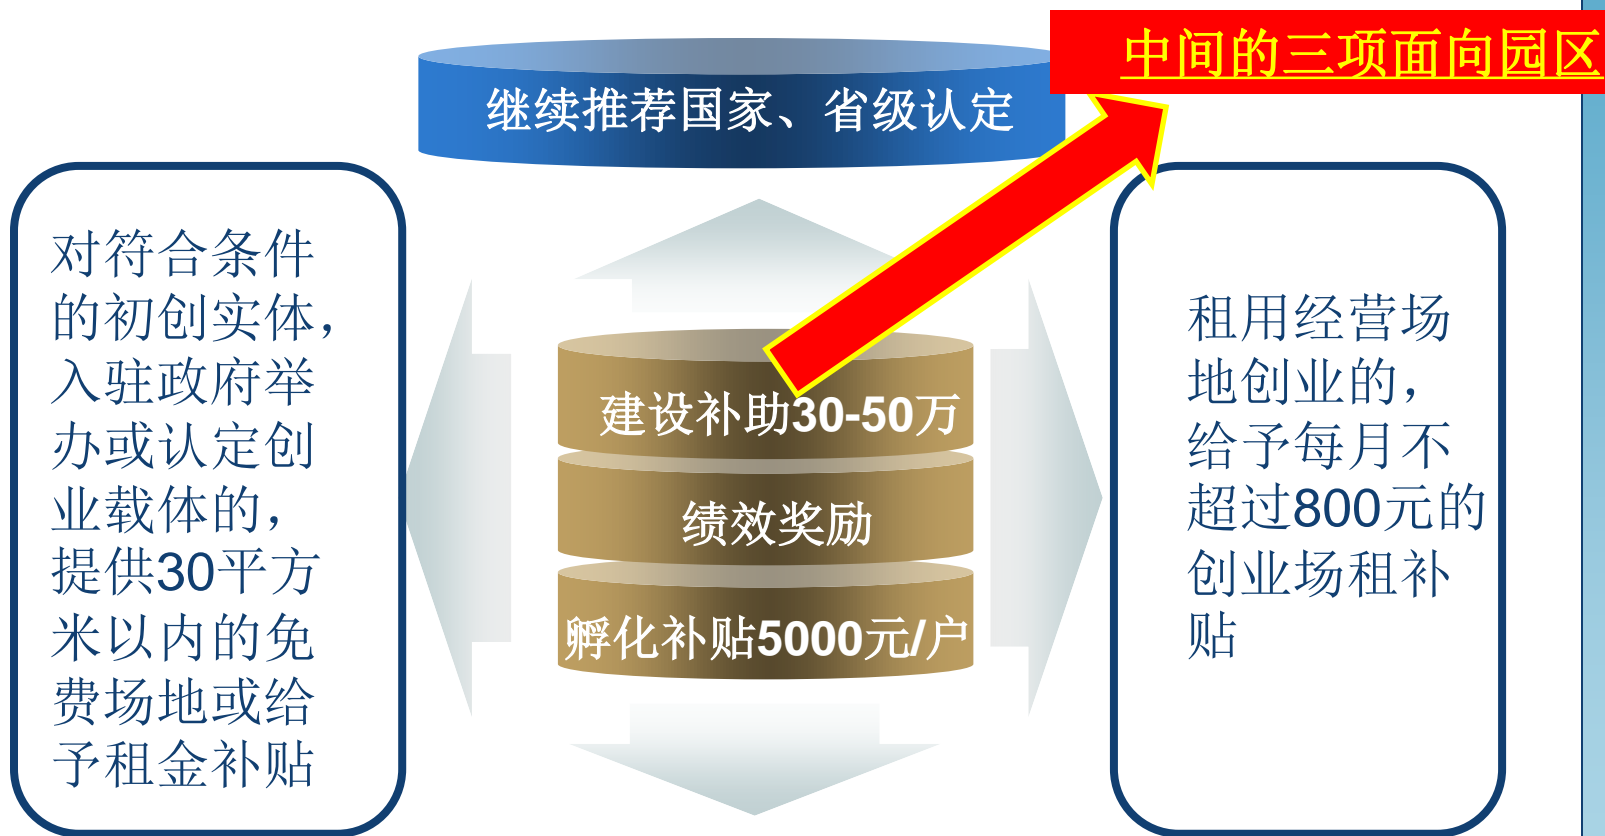 中间的三项面向园区
继续推荐国家、省级认定
对符合条件
的初创实体，
入驻政府举
办或认定创
业载体的，
提供30平方
米以内的免
费场地或给
予租金补贴
建设补助30-50万
绩效奖励
孵化补贴5000元/户
租用经营场
地创业的，
给予每月不
超过800元的
创业场租补
贴